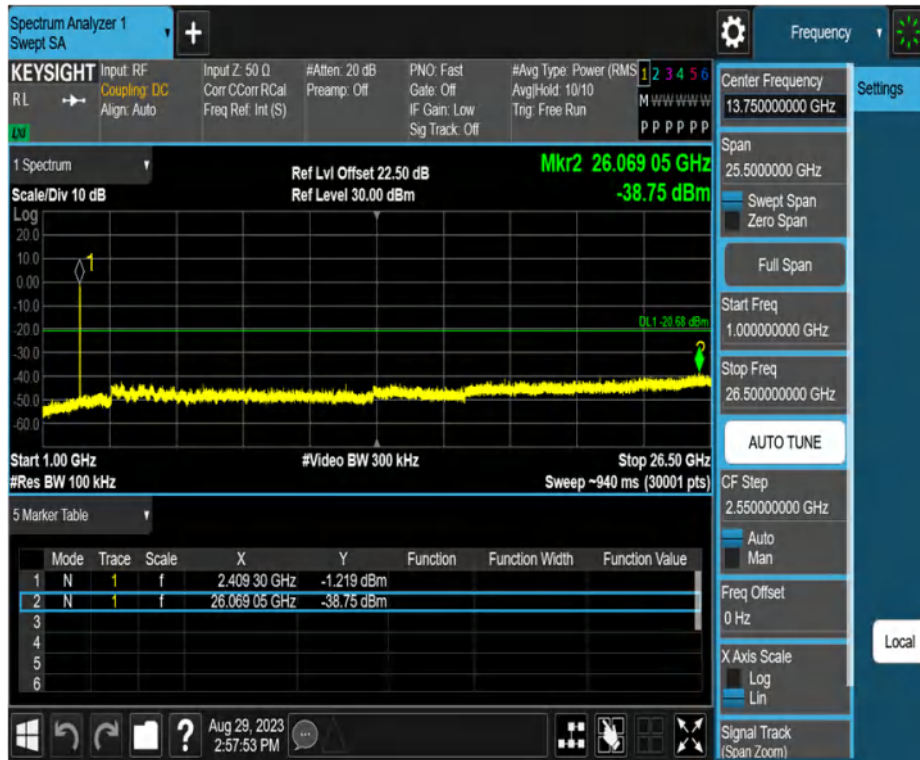 Spectrum Analyzer 1
Swept SA
Frequency
KEYSIGHT
RL
LXI
Input: RF
Coupling: DC
Align: Auto
Input Z: 50 Ω
Corr CCorr RCal
Freq Ref: Int (S)
#Atten: 20 dB
Preamp: Off
PNO: Fast
Gate: Off
IF Gain: Low
Sig Track: Off
#Avg Type: Power (RMS
Avg|Hold: 10/10
Trig: Free Run
1 2 3 4 5 6
M W W W W W
P P P P P P
1 Spectrum
Scale/Div 10 dB
Ref Lvl Offset 22.50 dB
Ref Level 30.00 dBm
Mkr2 26.069 05 GHz
-38.75 dBm
Log
20.0
10.0
0.00
-10.0
-20.0
-30.0
-40.0
-50.0
-60.0
1
DL1 -20.68 dBm
2
Start 1.00 GHz
#Res BW 100 kHz
#Video BW 300 kHz
Stop 26.50 GHz
Sweep ~940 ms (30001 pts)
5 Marker Table
Mode Trace Scale X Y Function Function Width Function Value
1 N 1 f 2.409 30 GHz -1.219 dBm
2 N 1 f 26.069 05 GHz -38.75 dBm
3
4
5
6
?
Aug 29, 2023
2:57:53 PM
Center Frequency
13.750000000 GHz
Span
25.5000000 GHz
Swept Span
Zero Span
Full Span
Start Freq
1.000000000 GHz
Stop Freq
26.500000000 GHz
AUTO TUNE
CF Step
2.550000000 GHz
Auto
Man
Freq Offset
0 Hz
X Axis Scale
Log
Lin
Signal Track
(Span Zoom)
Settings
Local